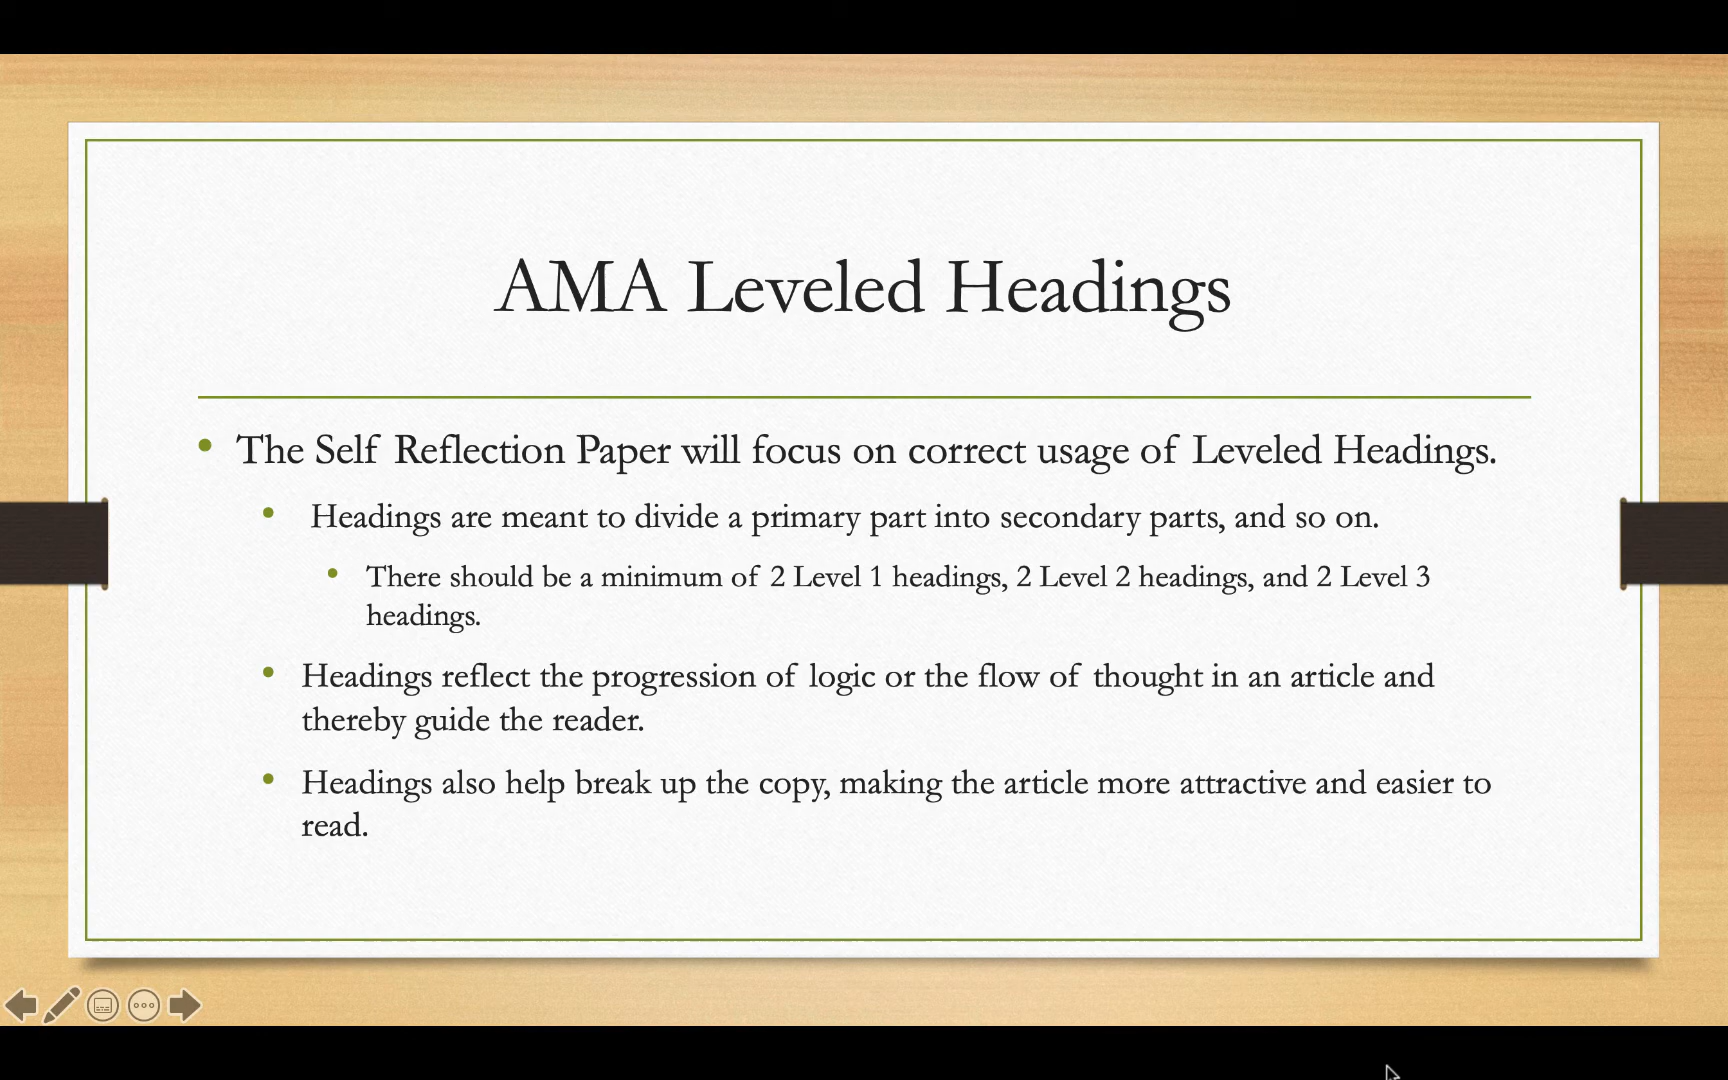 AMA Leveled Headings
• The Self Reflection Paper will focus on correct usage of Leveled Headings.
• Headings are meant to divide a primary part into secondary parts, and so on.
• There should be a minimum of 2 Level 1 headings, 2 Level 2 headings, and 2 Level 3
headings.
• Headings reflect the progression of logic or the flow of thought in an article and
thereby guide the reader.
• Headings also help break up the copy, making the article more attractive and easier to
read.